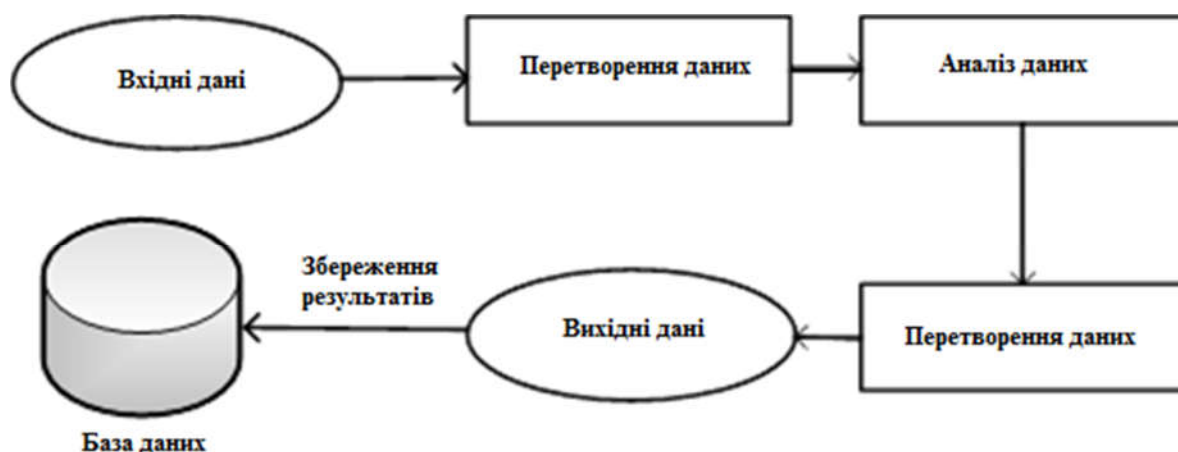 Вхідні дані
Перетворення даних
Аналіз даних
Збереження
результатів
Вихідні дані
Перетворення даних
База даних